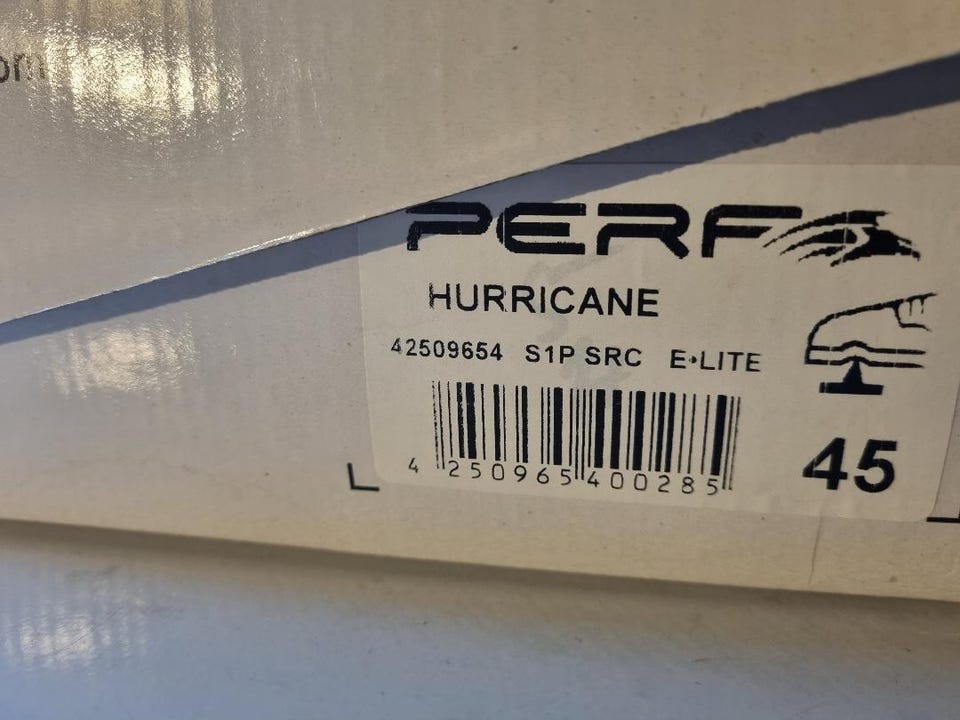 om
PERF
HURRICANE
42509654 S1P SRC E•LITE
4 250965 400285
45